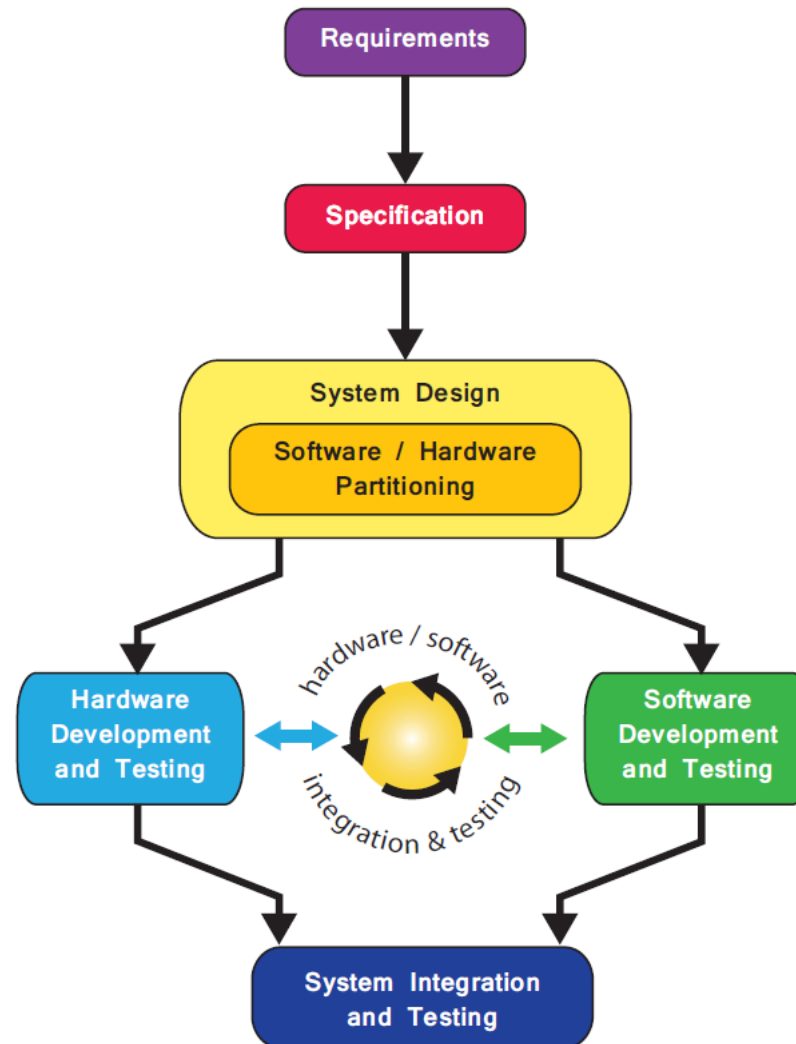 Requirements
Specification
System Design
Software / Hardware
Partitioning
hardware / software
Hardware
Development
and Testing
Software
Development
and Testing
integration & testing
System Integration
and Testing